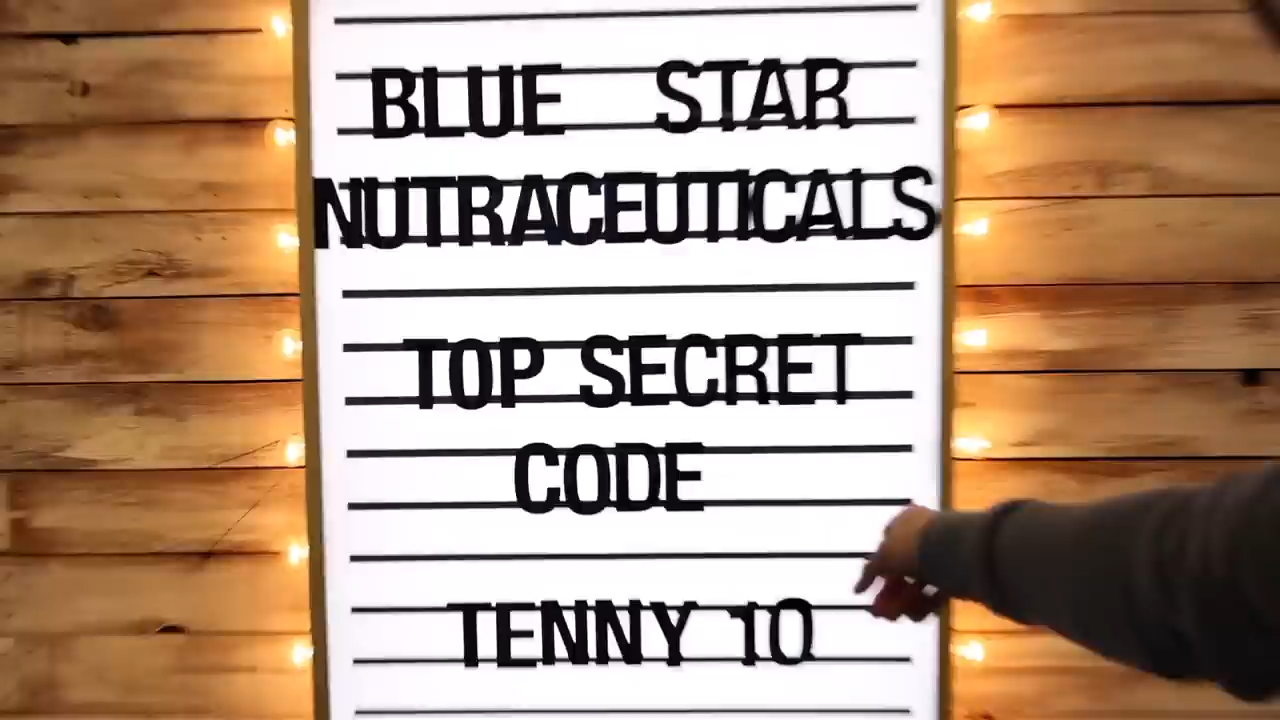 BLUE STAR
NUTRACEUTICALS
TOP SECRET
CODE
TENNY 10